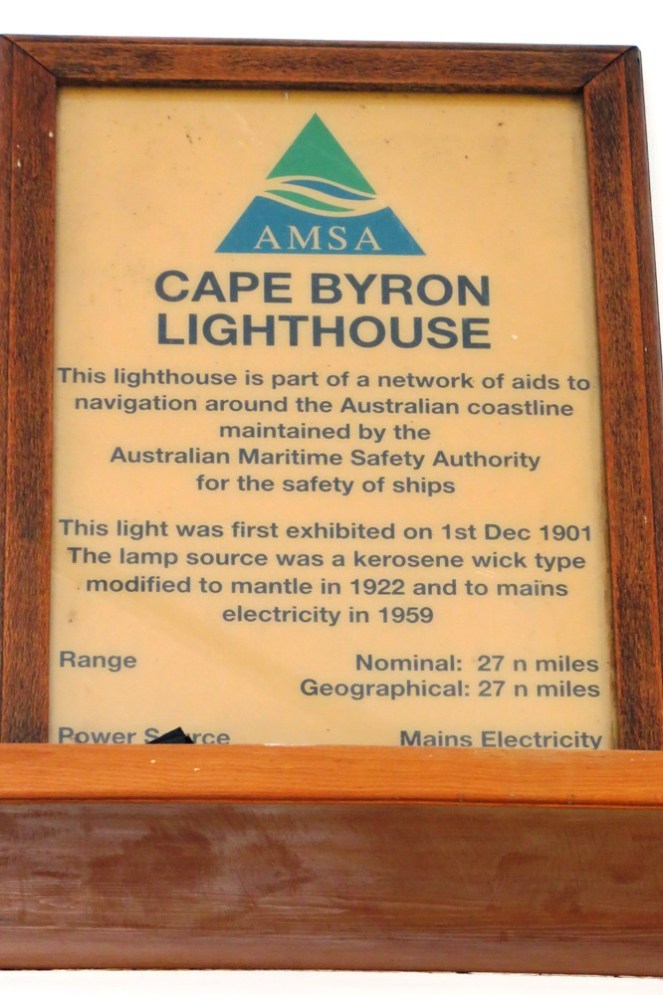 AMSA
CAPE BYRON
LIGHTHOUSE
This lighthouse is part of a network of aids to
navigation around the Australian coastline
maintained by the
Australian Maritime Safety Authority
for the safety of ships
This light was first exhibited on 1st Dec 1901
The lamp source was a kerosene wick type
modified to mantle in 1922 and to mains
electricity in 1959
Range Nominal: 27 n miles
Geographical: 27 n miles
Power Source Mains Electricity